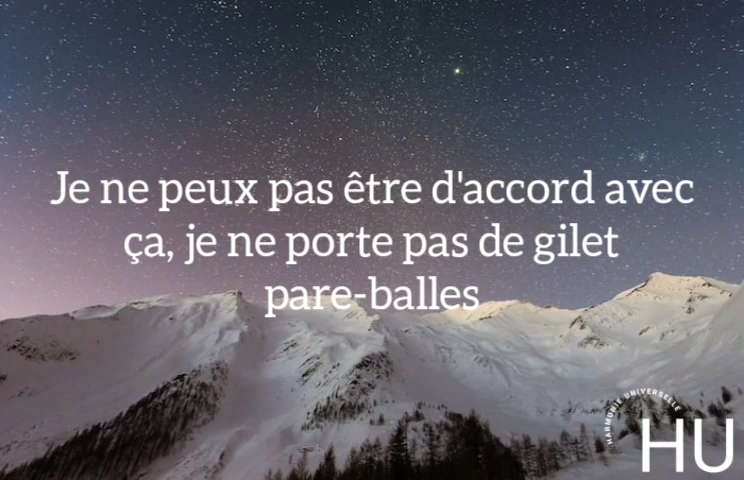 Je ne peux pas être d'accord avec
ça, je ne porte pas de gilet
pare-balles
HARMONIE UNIVERSELLE
HU